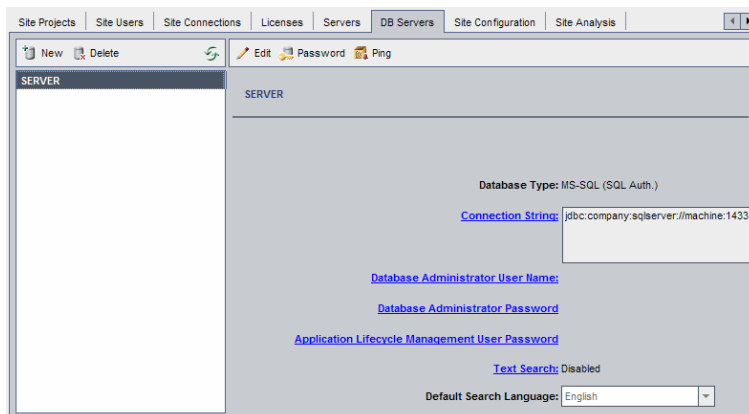 Site Projects Site Users Site Connections Licenses Servers DB Servers Site Configuration Site Analysis
New Delete Edit Password Ping
SERVER
SERVER
Database Type: MS-SQL (SQL Auth.)
Connection String: jdbc:company:sqlserver://machine:1433
Database Administrator User Name:
Database Administrator Password
Application Lifecycle Management User Password
Text Search: Disabled
Default Search Language: English